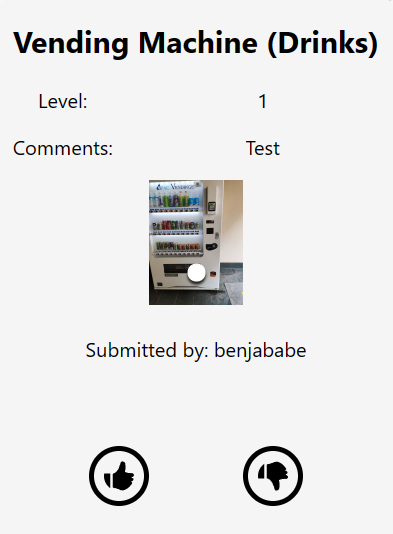 Vending Machine (Drinks)
Level: 1
Comments: Test
Submitted by: benjababe